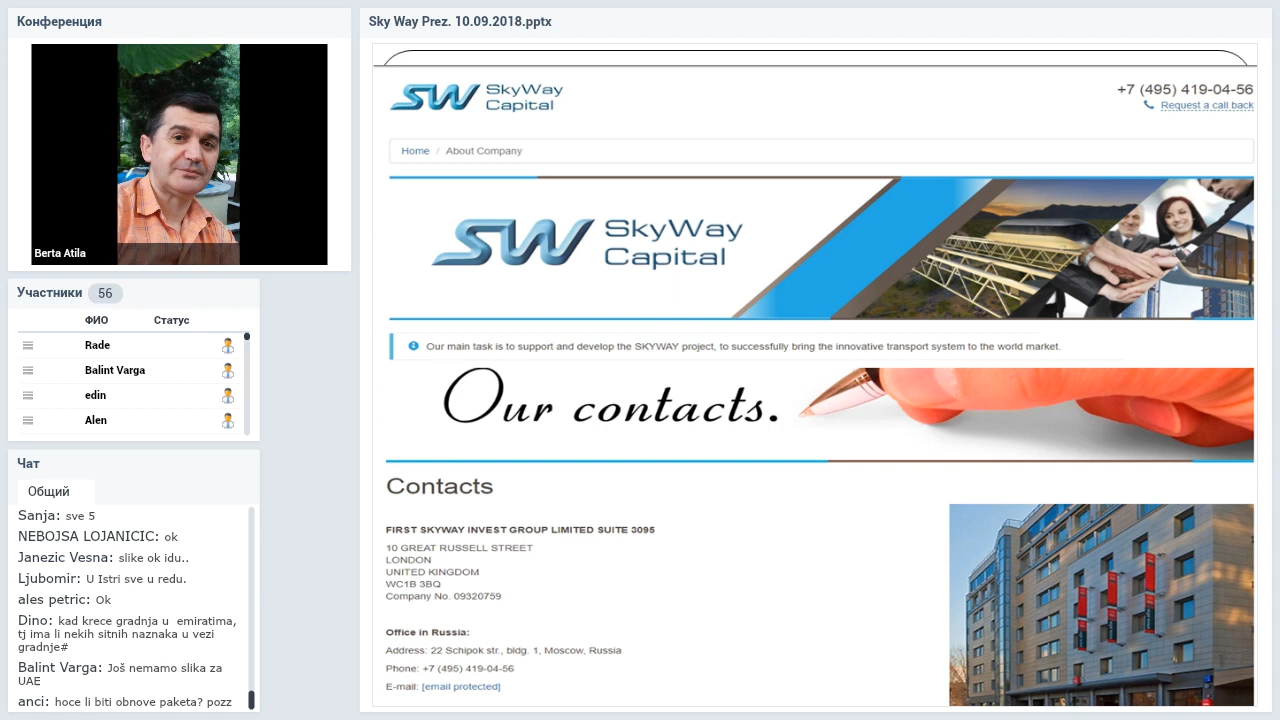 Конференция
Berta Atila
Участники 56
ФИО Статус
Rade
Balint Varga
edin
Alen
Чат
Общий
Sanja: sve 5
NEBOJSA LOJANICIC: ok
Janezic Vesna: slike ok idu..
Ljubomir: U Istri sve u redu.
ales petric: Ok
Dino: kad krece gradnja u  emiratima,
tj ima li nekih sitnih naznaka u vezi
gradnje#
Balint Varga: Još nemamo slika za
UAE
anci: hoce li biti obnove paketa? pozz
Sky Way Prez. 10.09.2018.pptx
SW SkyWay
Capital
+7 (495) 419-04-56
Request a call back
Home / About Company
SW SkyWay
Capital
Our main task is to support and develop the SKYWAY project, to successfully bring the innovative transport system to the world market.
Our contacts.
Contacts
FIRST SKYWAY INVEST GROUP LIMITED SUITE 3095
10 GREAT RUSSELL STREET
LONDON
UNITED KINGDOM
WC1B 3BQ
Company No. 09320759
Office in Russia:
Address: 22 Schipok str., bldg. 1, Moscow, Russia
Phone: +7 (495) 419-04-56
E-mail: [email protected]